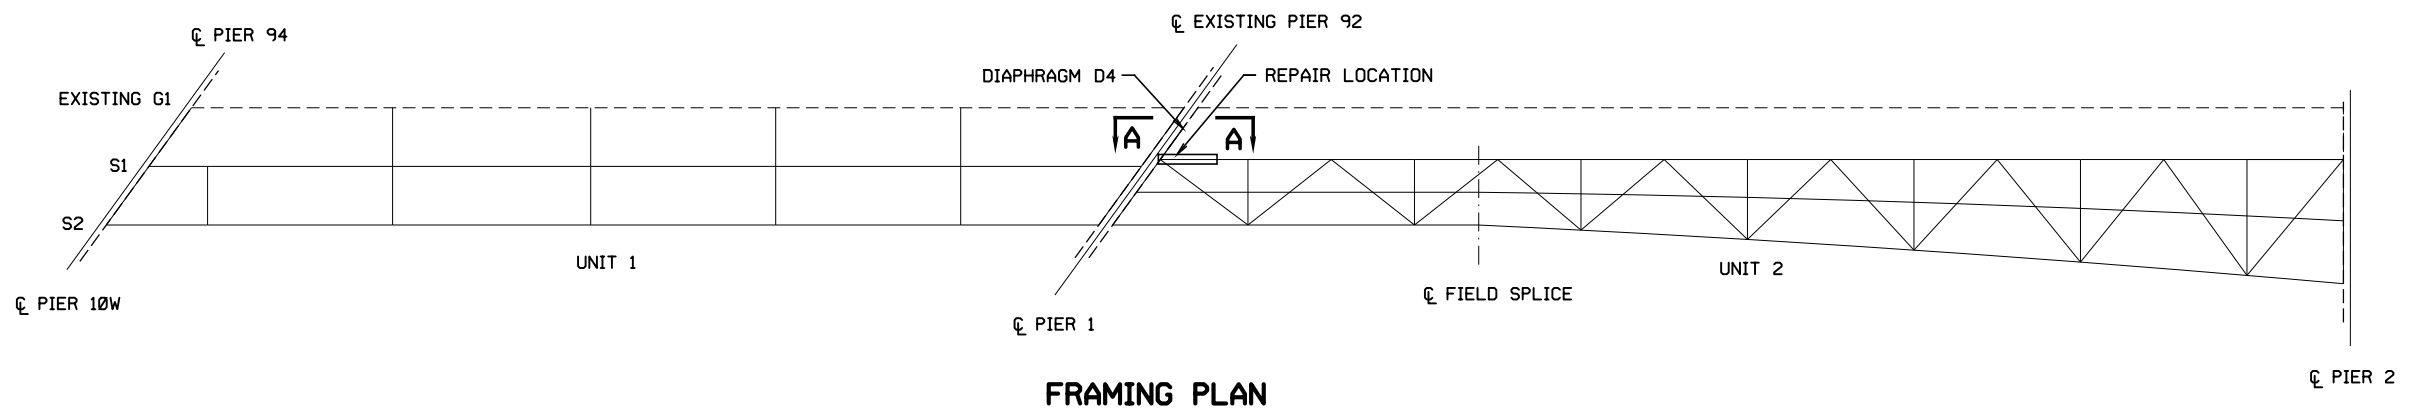 ℄ EXISTING PIER 92
℄ PIER 94
DIAPHRAGM D4
REPAIR LOCATION
EXISTING G1
A
A
S1
S2
UNIT 1
UNIT 2
℄ FIELD SPLICE
℄ PIER 10W
℄ PIER 1
℄ PIER 2
FRAMING PLAN